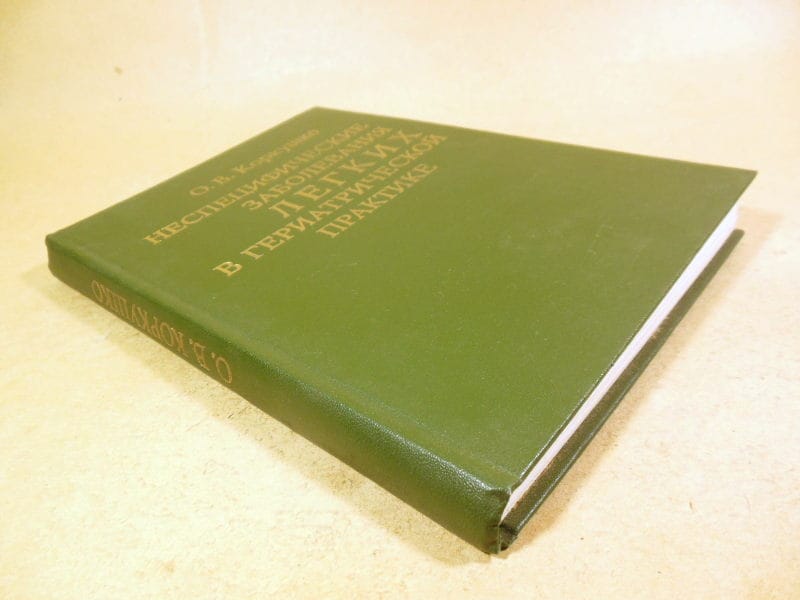 О. В. Коркушко
НЕСПЕЦИФИЧЕСКИЕ
ЗАБОЛЕВАНИЯ
ЛЕГКИХ
В ГЕРИАТРИЧЕСКОЙ
ПРАКТИКЕ
О. В. КОРКУШКО